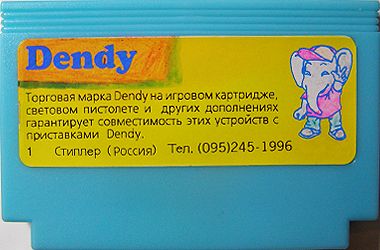 Dendy
Торговая марка Dendy на игровом картридже,
световом пистолете и других дополнениях
гарантирует совместимость этих устройств с
приставками Dendy.
1 Стиплер (Россия) Тел. (095)245-1996